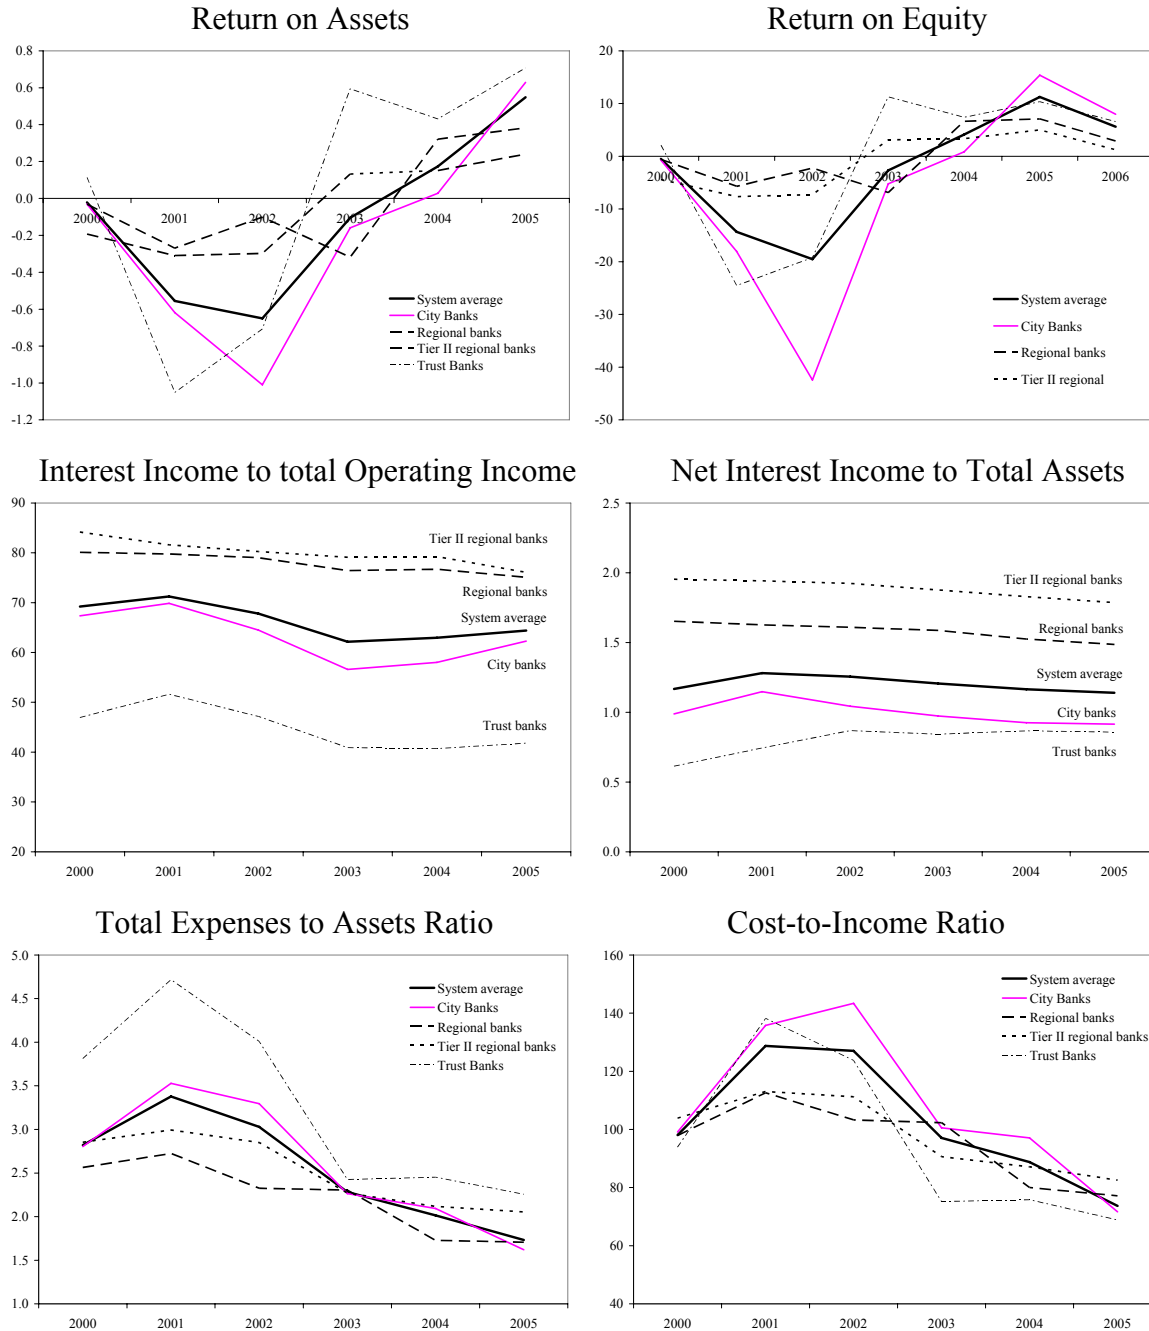 Return on Assets
0.8
0.6
0.4
0.2
0.0
-0.2
-0.4
-0.6
-0.8
-1.0
-1.2
2000
2001
2002
2003
2004
2005
System average
City Banks
Regional banks
Tier II regional banks
Trust Banks
Return on Equity
20
10
0
-10
-20
-30
-40
-50
2000
2001
2002
2003
2004
2005
2006
System average
City Banks
Regional banks
Tier II regional
Interest Income to total Operating Income
90
80
70
60
50
40
30
20
Tier II regional banks
Regional banks
System average
City banks
Trust banks
2000
2001
2002
2003
2004
2005
Net Interest Income to Total Assets
2.5
2.0
1.5
1.0
0.5
0.0
Tier II regional banks
Regional banks
System average
City banks
Trust banks
2000
2001
2002
2003
2004
2005
Total Expenses to Assets Ratio
5.0
4.5
4.0
3.5
3.0
2.5
2.0
1.5
1.0
System average
City Banks
Regional banks
Tier II regional banks
Trust Banks
2000
2001
2002
2003
2004
2005
Cost-to-Income Ratio
160
140
120
100
80
60
40
System average
City Banks
Regional banks
Tier II regional banks
Trust Banks
2000
2001
2002
2003
2004
2005